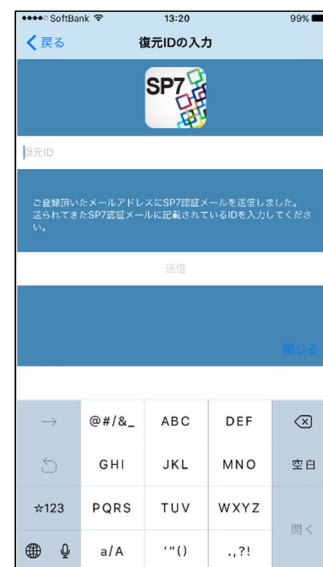 SoftBank 13:20 99%
戻る 復元IDの入力
SP7
復元ID
ご登録頂いたメールアドレスにSP7認証メールを送信しました。
送られてきたSP7認証メールに記載されているIDを入力してくださ
い。
送信
閉じる
→ @#/&_ ABC DEF
GHI JKL MNO 空白
☆123 PQRS TUV WXYZ
a/A ’”() .,?! 開く